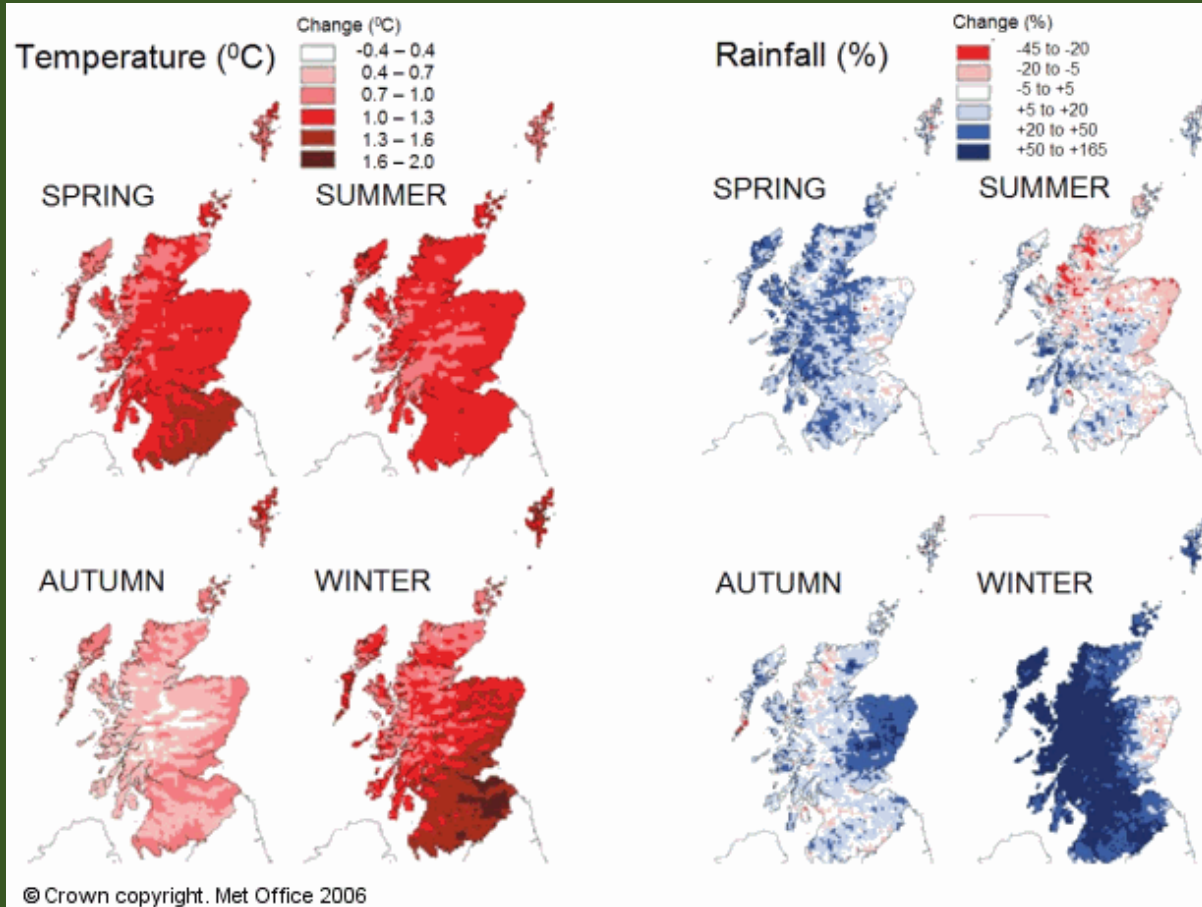 Temperature (⁰C)
Change (⁰C)
-0.4 – 0.4
0.4 – 0.7
0.7 – 1.0
1.0 – 1.3
1.3 – 1.6
1.6 – 2.0
SPRING
SUMMER
AUTUMN
WINTER
Rainfall (%)
Change (%)
-45 to -20
-20 to -5
-5 to +5
+5 to +20
+20 to +50
+50 to +165
SPRING
SUMMER
AUTUMN
WINTER
© Crown copyright. Met Office 2006